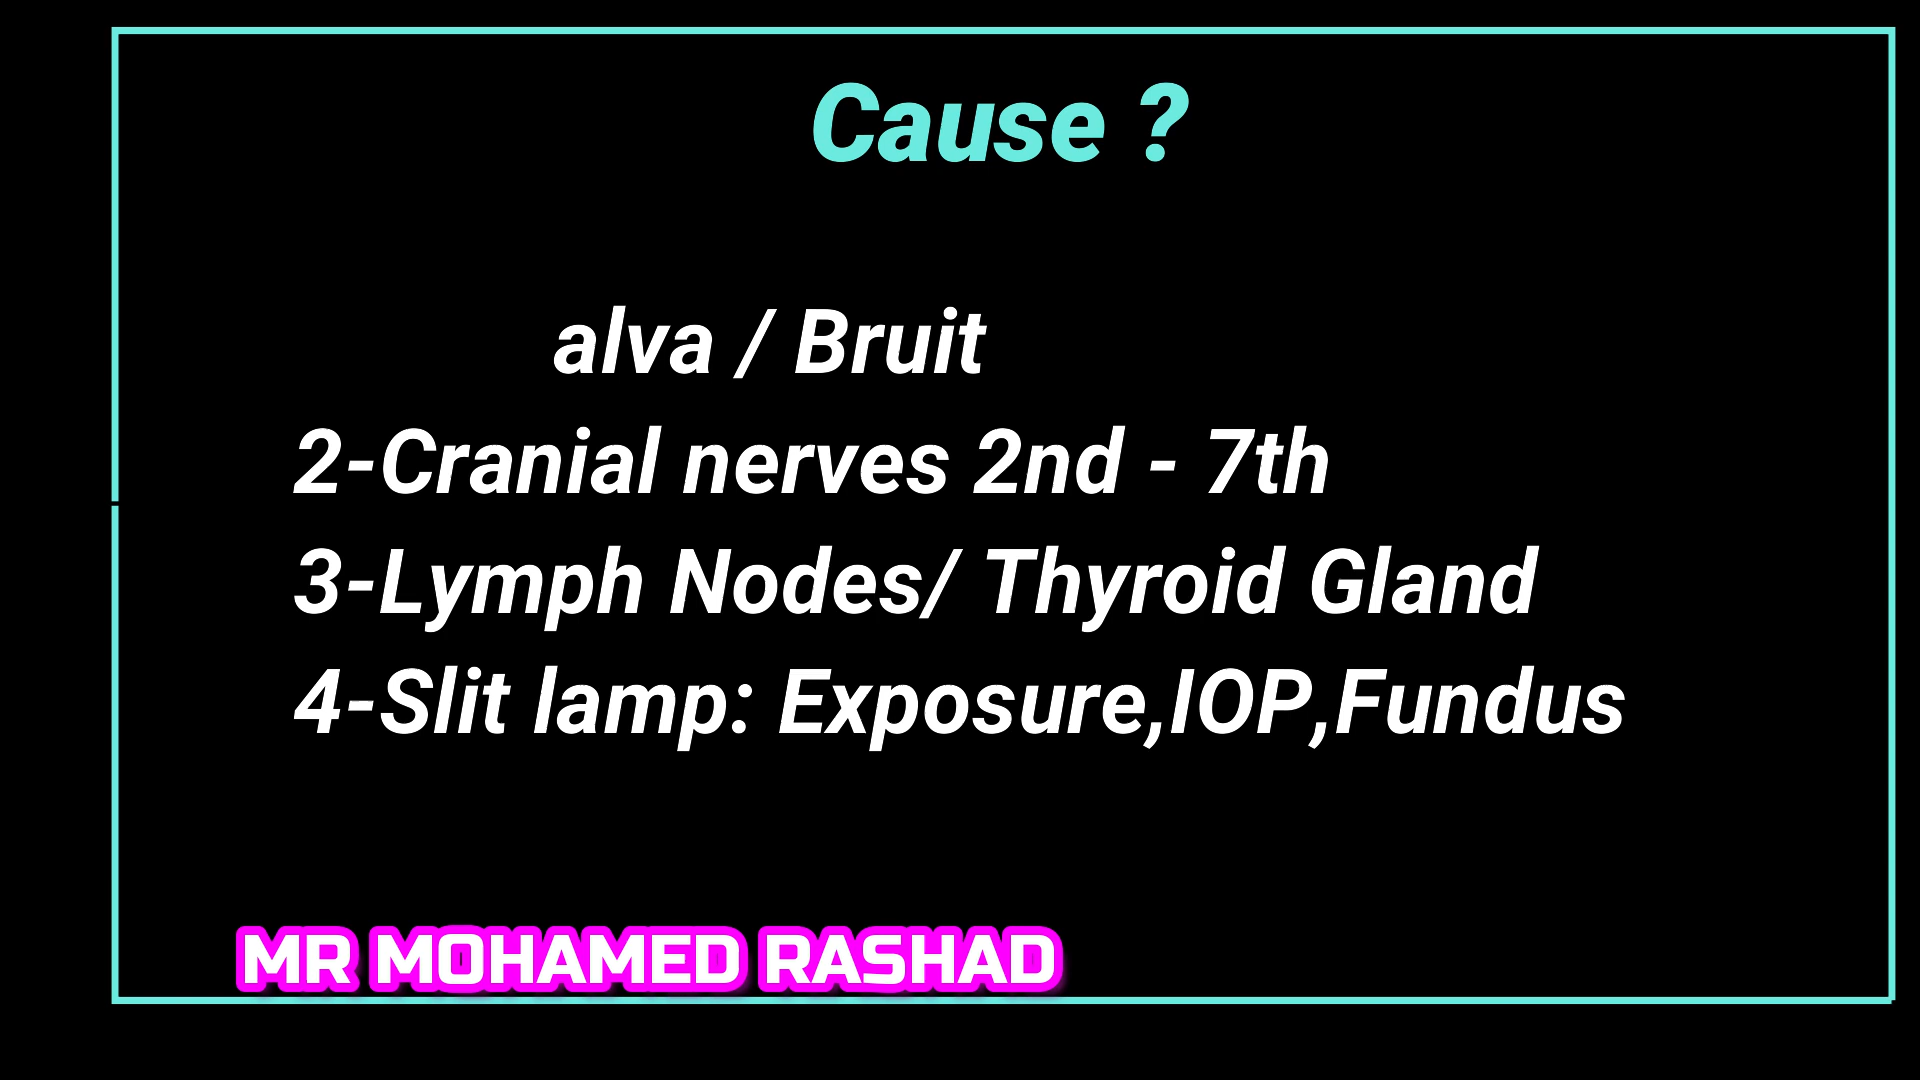 Cause ?
alva / Bruit
2-Cranial nerves 2nd - 7th
3-Lymph Nodes/ Thyroid Gland
4-Slit lamp: Exposure,IOP,Fundus
MR MOHAMED RASHAD